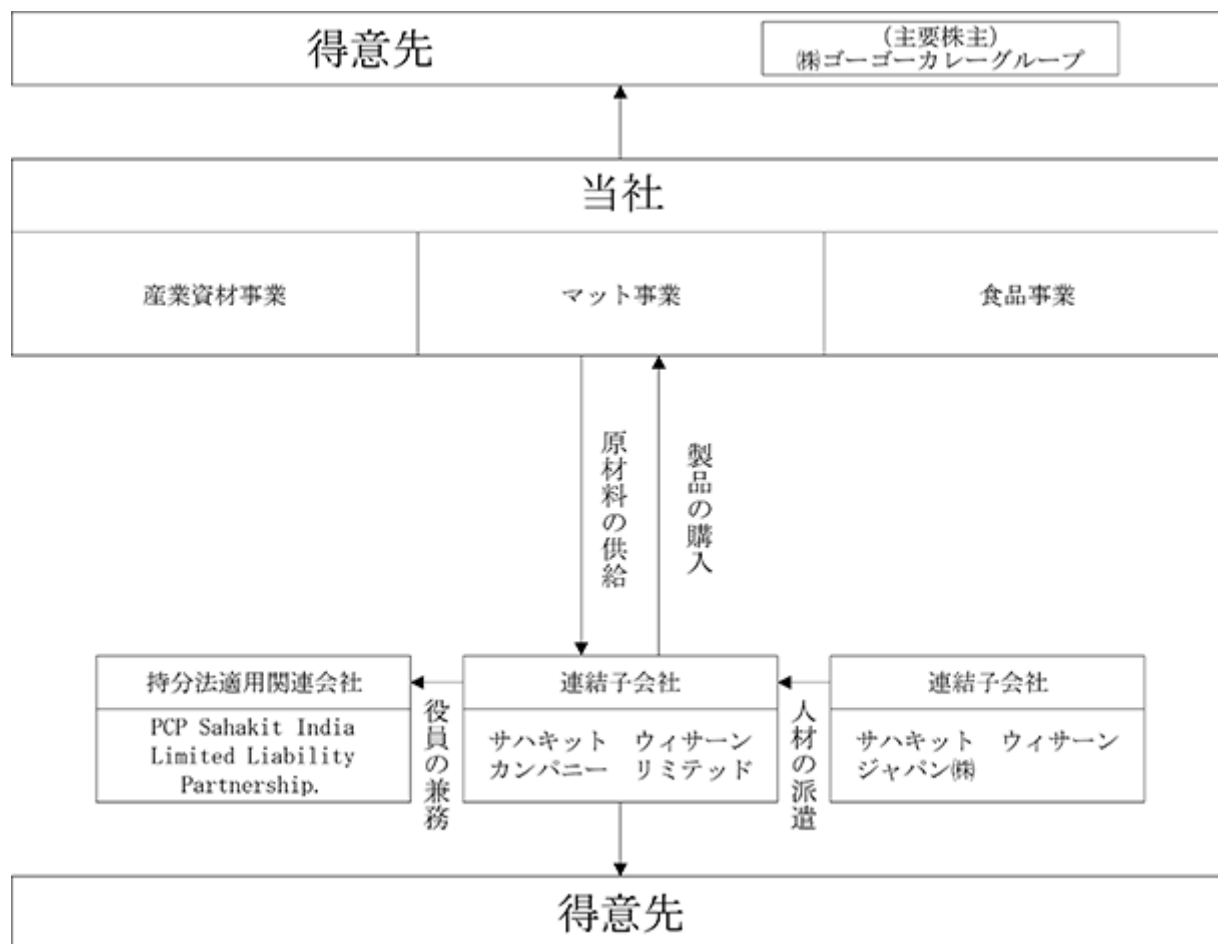 得意先
(主要株主)
㈱ゴーゴーカレーグループ
当社
産業資材事業
マット事業
食品事業
原材料の供給
製品の購入
持分法適用関連会社
PCP Sahakit India
Limited Liability
Partnership.
役員の兼務
連結子会社
サハキット　ウィサーン
カンパニー　リミテッド
人材の派遣
連結子会社
サハキット　ウィサーン
ジャパン㈱
得意先